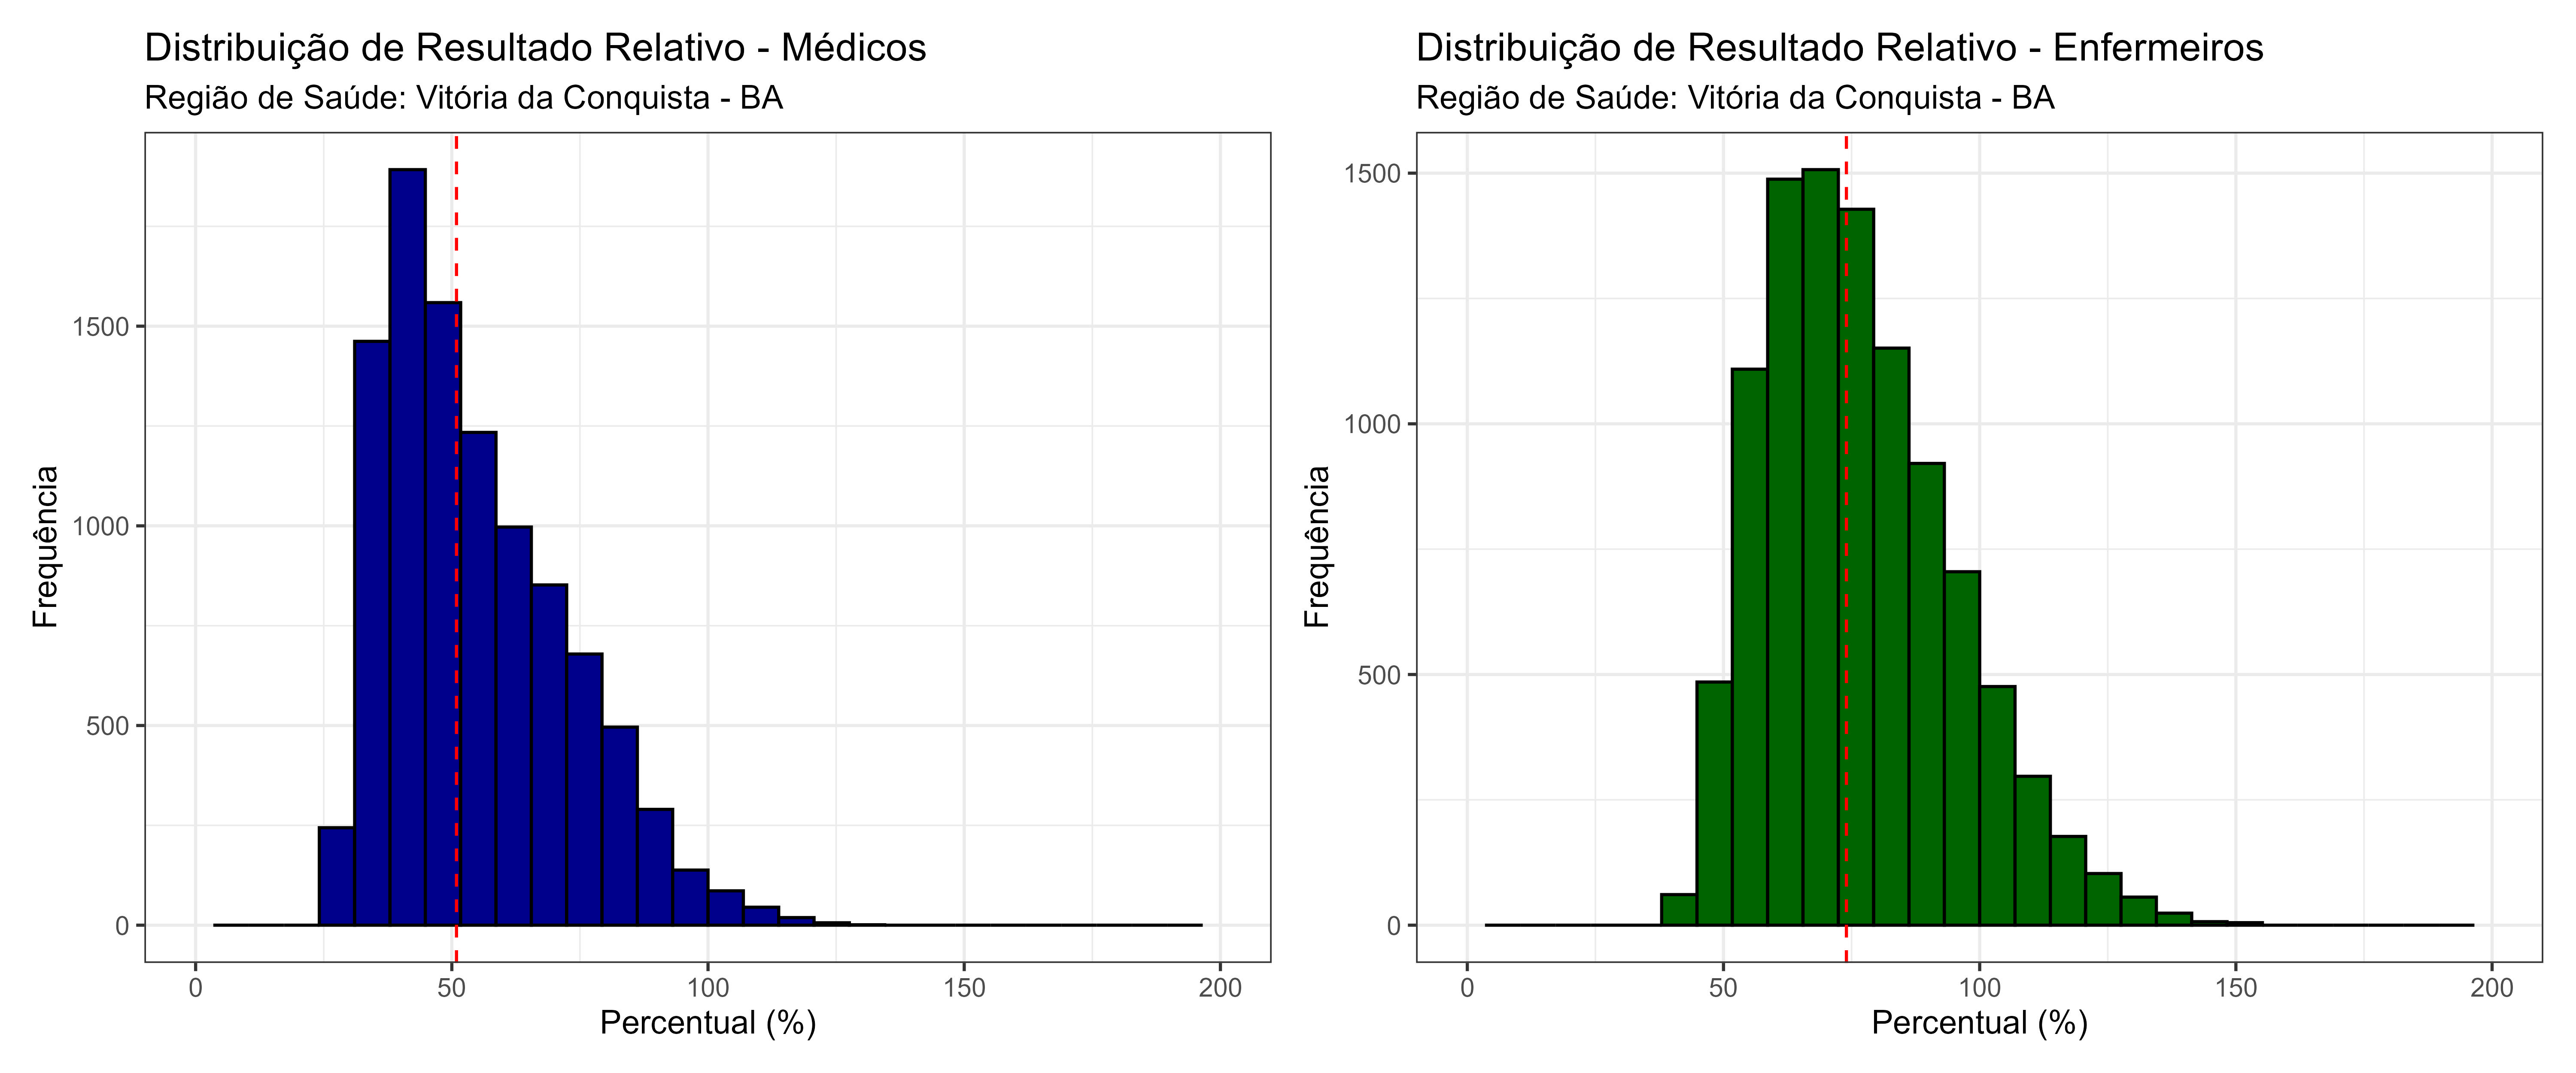 Distribuição de Resultado Relativo - Médicos
Região de Saúde: Vitória da Conquista - BA
Frequência
1500
1000
500
0
0 50 100 150 200
Percentual (%)
Distribuição de Resultado Relativo - Enfermeiros
Região de Saúde: Vitória da Conquista - BA
Frequência
1500
1000
500
0
0 50 100 150 200
Percentual (%)